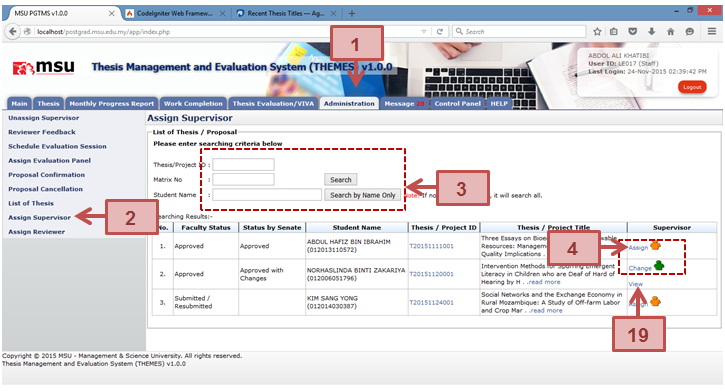 MSU PGTMS v1.0.0
CodeIgniter Web Framew...
Recent Thesis Titles — Ag...
localhost/postgrad.msu.edu.my/app/index.php
Search
1
msu
Thesis Management and Evaluation System (THEMES) v1.0.0
ABDOL ALI KHATIBI
User ID: LE017 (Staff)
Last Login: 24-Nov-2015 02:39:42 PM
Logout
Main Thesis Monthly Progress Report Work Completion Thesis Evaluation/VIVA Administration Message Control Panel HELP
Unassign Supervisor
Reviewer Feedback
Schedule Evaluation Session
Assign Evaluation Panel
Proposal Confirmation
Proposal Cancellation
List of Thesis
Assign Supervisor
Assign Reviewer
2
Assign Supervisor
List of Thesis / Proposal
Please enter searching criteria below
Thesis/Project ID :
Matrix No :
Search
Student Name :
Search by Name Only
Note: If no , it will search all.
3
Searching Results:-
No. Faculty Status Status by Senate Student Name Thesis / Project ID Thesis / Project Title Supervisor
1. Approved Approved ABDUL HAFIZ BIN IBRAHIM (012013110572) T20151111001 Three Essays on
Resources:
Quality Implications . . Assign
4
2. Approved Approved with Changes NORHASLINDA BINTI ZAKARIYA (012006051796) T20151120001 Intervention Methods for Spurring Emergent
Literacy in Children who are Deaf of Hard of
Hearing by H . ..read more
Change
View
3. Submitted / Resubmitted KIM SANG YONG (012014030387) T20151124001 Social Networks and the Exchange Economy in
Rural Mozambique: A Study of Off-farm Labor
and Crop Mar . ..read more
Assign
19
Copyright © 2015 MSU - Management & Science University. All rights reserved.
Thesis Management and Evaluation System (THEMES) v1.0.0